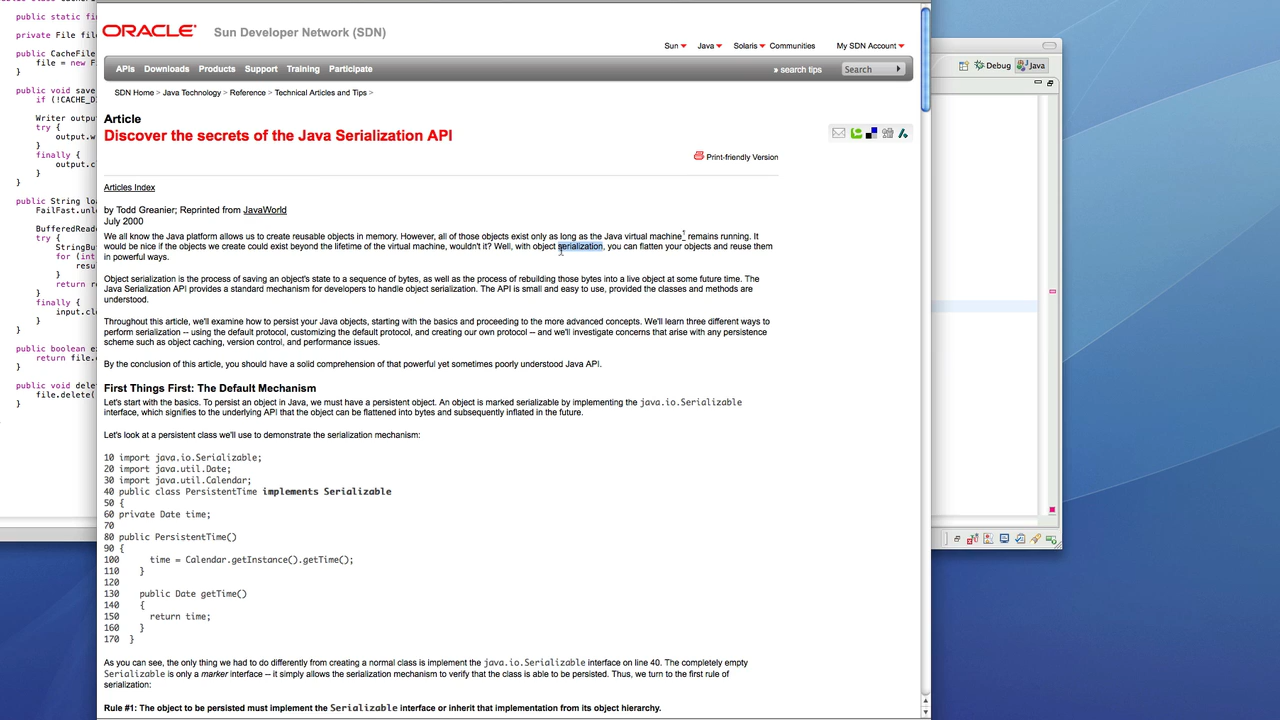 public static fin
private File file
public CacheFile
file = new F
}
public void save
if (!CACHE_D
Writer output
try {
output.w
}
finally {
output.c
}
}
public String loa
FailFast.unl
BufferedReade
try {
StringBu
for (int
use
}
return r
}
finally {
input.clo
}
}
public boolean e
return file.
}
public void dele
file.delete(
}
ORACLE
Sun Developer Network (SDN)
Sun Java Solaris Communities My SDN Account
APIs Downloads Products Support Training Participate
» search tips Search
SDN Home > Java Technology > Reference > Technical Articles and Tips >
Article
Discover the secrets of the Java Serialization API
Print-friendly Version
Articles Index
by Todd Greanier; Reprinted from JavaWorld
July 2000
We all know the Java platform allows us to create reusable objects in memory. However, all of those objects exist only as long as the Java virtual machine1 remains running. It
would be nice if the objects we create could exist beyond the lifetime of the virtual machine, wouldn't it? Well, with object serialization, you can flatten your objects and reuse them
in powerful ways.
Object serialization is the process of saving an object's state to a sequence of bytes, as well as the process of rebuilding those bytes into a live object at some future time. The
Java Serialization API provides a standard mechanism for developers to handle object serialization. The API is small and easy to use, provided the classes and methods are
understood.
Throughout this article, we'll examine how to persist your Java objects, starting with the basics and proceeding to the more advanced concepts. We'll learn three different ways to
perform serialization -- using the default protocol, customizing the default protocol, and creating our own protocol -- and we'll investigate concerns that arise with any persistence
scheme such as object caching, version control, and performance issues.
By the conclusion of this article, you should have a solid comprehension of that powerful yet sometimes poorly understood Java API.
First Things First: The Default Mechanism
Let's start with the basics. To persist an object in Java, we must have a persistent object. An object is marked serializable by implementing the java.io.Serializable
interface, which signifies to the underlying API that the object can be flattened into bytes and subsequently inflated in the future.
Let's look at a persistent class we'll use to demonstrate the serialization mechanism:
10 import java.io.Serializable;
20 import java.util.Date;
30 import java.util.Calendar;
40 public class PersistentTime implements Serializable
50 {
60 private Date time;
70
80 public PersistentTime()
90 {
100 time = Calendar.getInstance().getTime();
110 }
120
130 public Date getTime()
140 {
150 return time;
160 }
170 }
As you can see, the only thing we had to do differently from creating a normal class is implement the java.io.Serializable interface on line 40. The completely empty
Serializable is only a marker interface -- it simply allows the serialization mechanism to verify that the class is able to be persisted. Thus, we turn to the first rule of
serialization:
Rule #1: The object to be persisted must implement the Serializable interface or inherit that implementation from its object hierarchy.
Debug Java